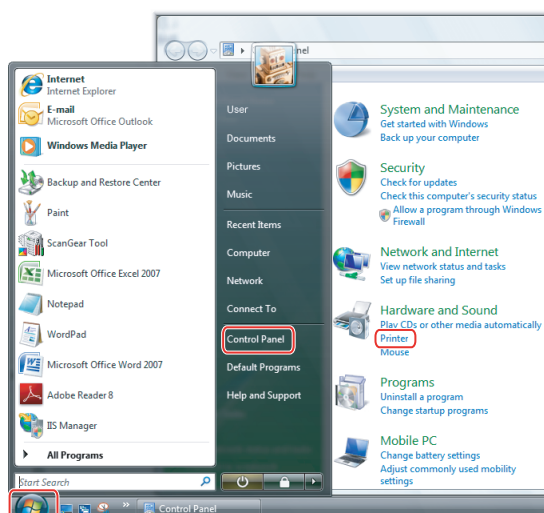 nel
Internet
Internet Explorer
E-mail
Microsoft Office Outlook
Windows Media Player
Backup and Restore Center
Paint
ScanGear Tool
Microsoft Office Excel 2007
Notepad
WordPad
Microsoft Office Word 2007
Adobe Reader 8
IIS Manager
All Programs
Start Search
User
Documents
Pictures
Music
Recent Items
Computer
Network
Connect To
Control Panel
Default Programs
Help and Support
System and Maintenance
Get started with Windows
Back up your computer
Security
Check for updates
Check this computer's security status
Allow a program through Windows
Firewall
Network and Internet
View network status and tasks
Set up file sharing
Hardware and Sound
Play CDs or other media automatically
Printer
Mouse
Programs
Uninstall a program
Change startup programs
Mobile PC
Change battery settings
Adjust commonly used mobility
settings
Control Panel